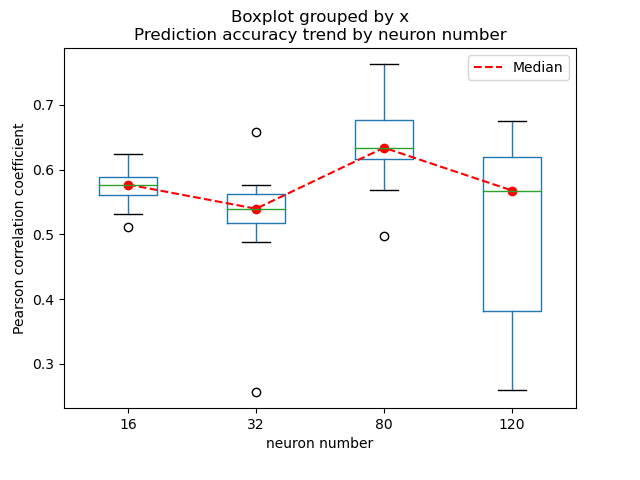 Boxplot grouped by x
Prediction accuracy trend by neuron number
Median
Pearson correlation coefficient
0.7
0.6
0.5
0.4
0.3
16 32 80 120
neuron number